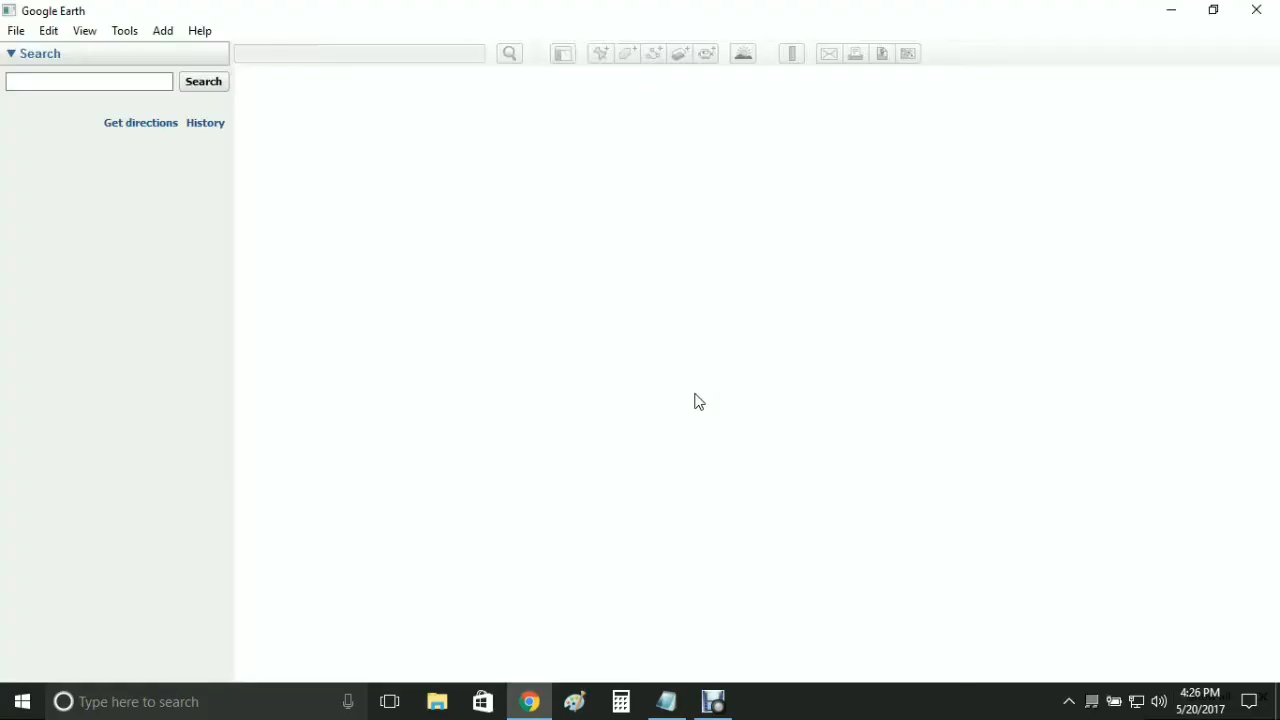 Google Earth
File Edit View Tools Add Help
Search
Search
Get directions History
Type here to search
4:26 PM
5/20/2017